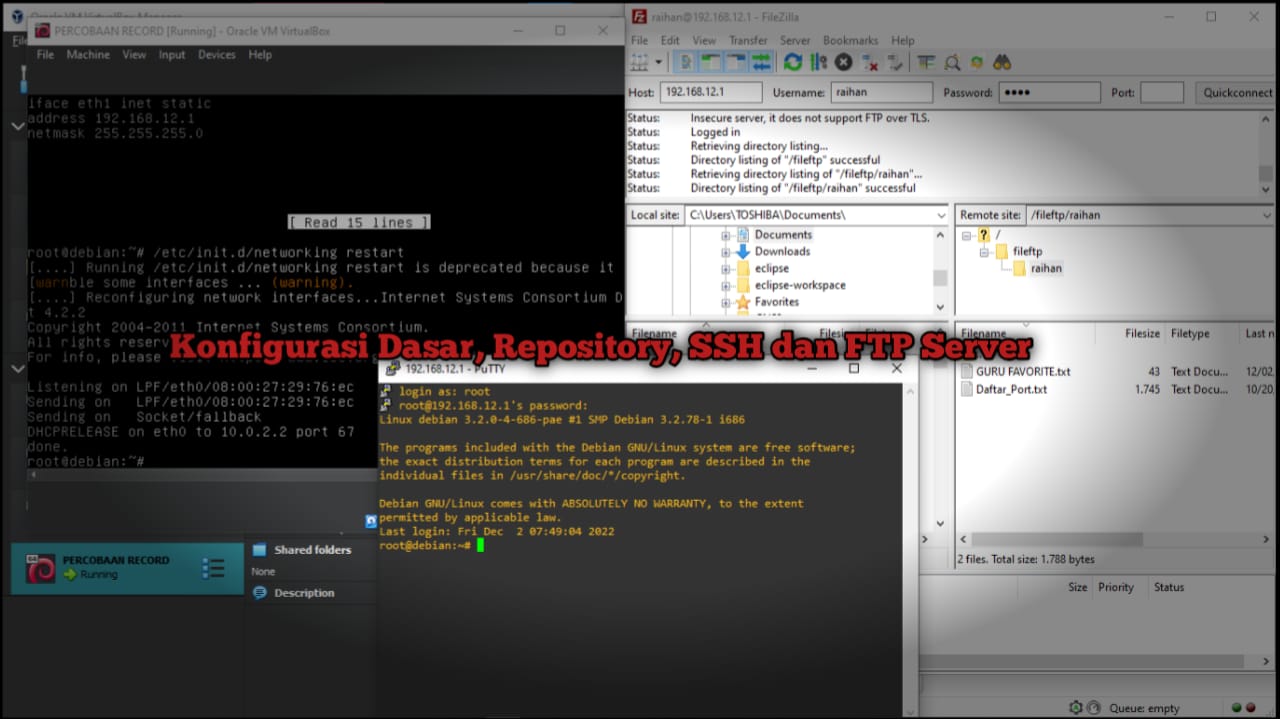 Oracle VM VirtualBox Manager
PERCOBAAN RECORD [Running] - Oracle VM VirtualBox
File Machine View Input Devices Help
iface eth1 inet static
address 192.168.12.1
netmask 255.255.255.0
[ Read 15 lines ]
root@debian:~# /etc/init.d/networking restart
[....] Running /etc/init.d/networking restart is deprecated because it
[warnble some interfaces ... (warning).
[....] Reconfiguring network interfaces...Internet Systems Consortium D
t 4.2.2
Copyright 2004-2011 Internet Systems Consortium.
All rights reserv
For info, please
Listening on LPF/eth0/08:00:27:29:76:ec
Sending on LPF/eth0/08:00:27:29:76:ec
Sending on Socket/fallback
DHCPRELEASE on eth0 to 10.0.2.2 port 67
done.
root@debian:~#
PERCOBAAN RECORD
Running
Shared folders
None
Description
Konfigurasi Dasar, Repository, SSH dan FTP Server
192.168.12.1 - PuTTY
login as: root
root@192.168.12.1's password:
Linux debian 3.2.0-4-686-pae #1 SMP Debian 3.2.78-1 i686
The programs included with the Debian GNU/Linux system are free software;
the exact distribution terms for each program are described in the
individual files in /usr/share/doc/*/copyright.
Debian GNU/Linux comes with ABSOLUTELY NO WARRANTY, to the extent
permitted by applicable law.
Last login: Fri Dec  2 07:49:04 2022
root@debian:~#
raihan@192.168.12.1 - FileZilla
File Edit View Transfer Server Bookmarks Help
Host: 192.168.12.1 Username: raihan Password: •••• Port: Quickconnect
Status: Insecure server, it does not support FTP over TLS.
Status: Logged in
Status: Retrieving directory listing...
Status: Directory listing of "/fileftp" successful
Status: Retrieving directory listing of "/fileftp/raihan"...
Status: Directory listing of "/fileftp/raihan" successful
Local site: C:\Users\TOSHIBA\Documents\
Documents
Downloads
eclipse
eclipse-workspace
Favorites
Remote site: /fileftp/raihan
/
fileftp
raihan
Filename
Filename Filesize Filetype Last
GURU FAVORITE.txt 43 Text Docu... 12/02
Daftar_Port.txt 1.745 Text Docu... 10/20
2 files. Total size: 1.788 bytes
Size Priority Status
Queue: empty